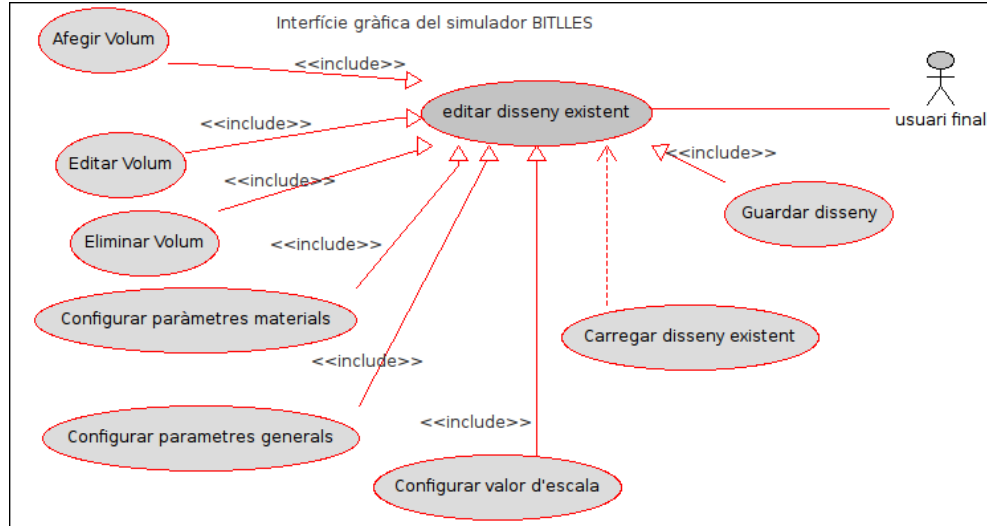 Interfície gràfica del simulador BITLLES
Afegir Volum
<<include>>
editar disseny existent
usuari final
<<include>>
Editar Volum
<<include>>
<<include>>
Guardar disseny
Eliminar Volum
<<include>>
Configurar paràmetres materials
Carregar disseny existent
<<include>>
Configurar parametres generals
<<include>>
Configurar valor d'escala